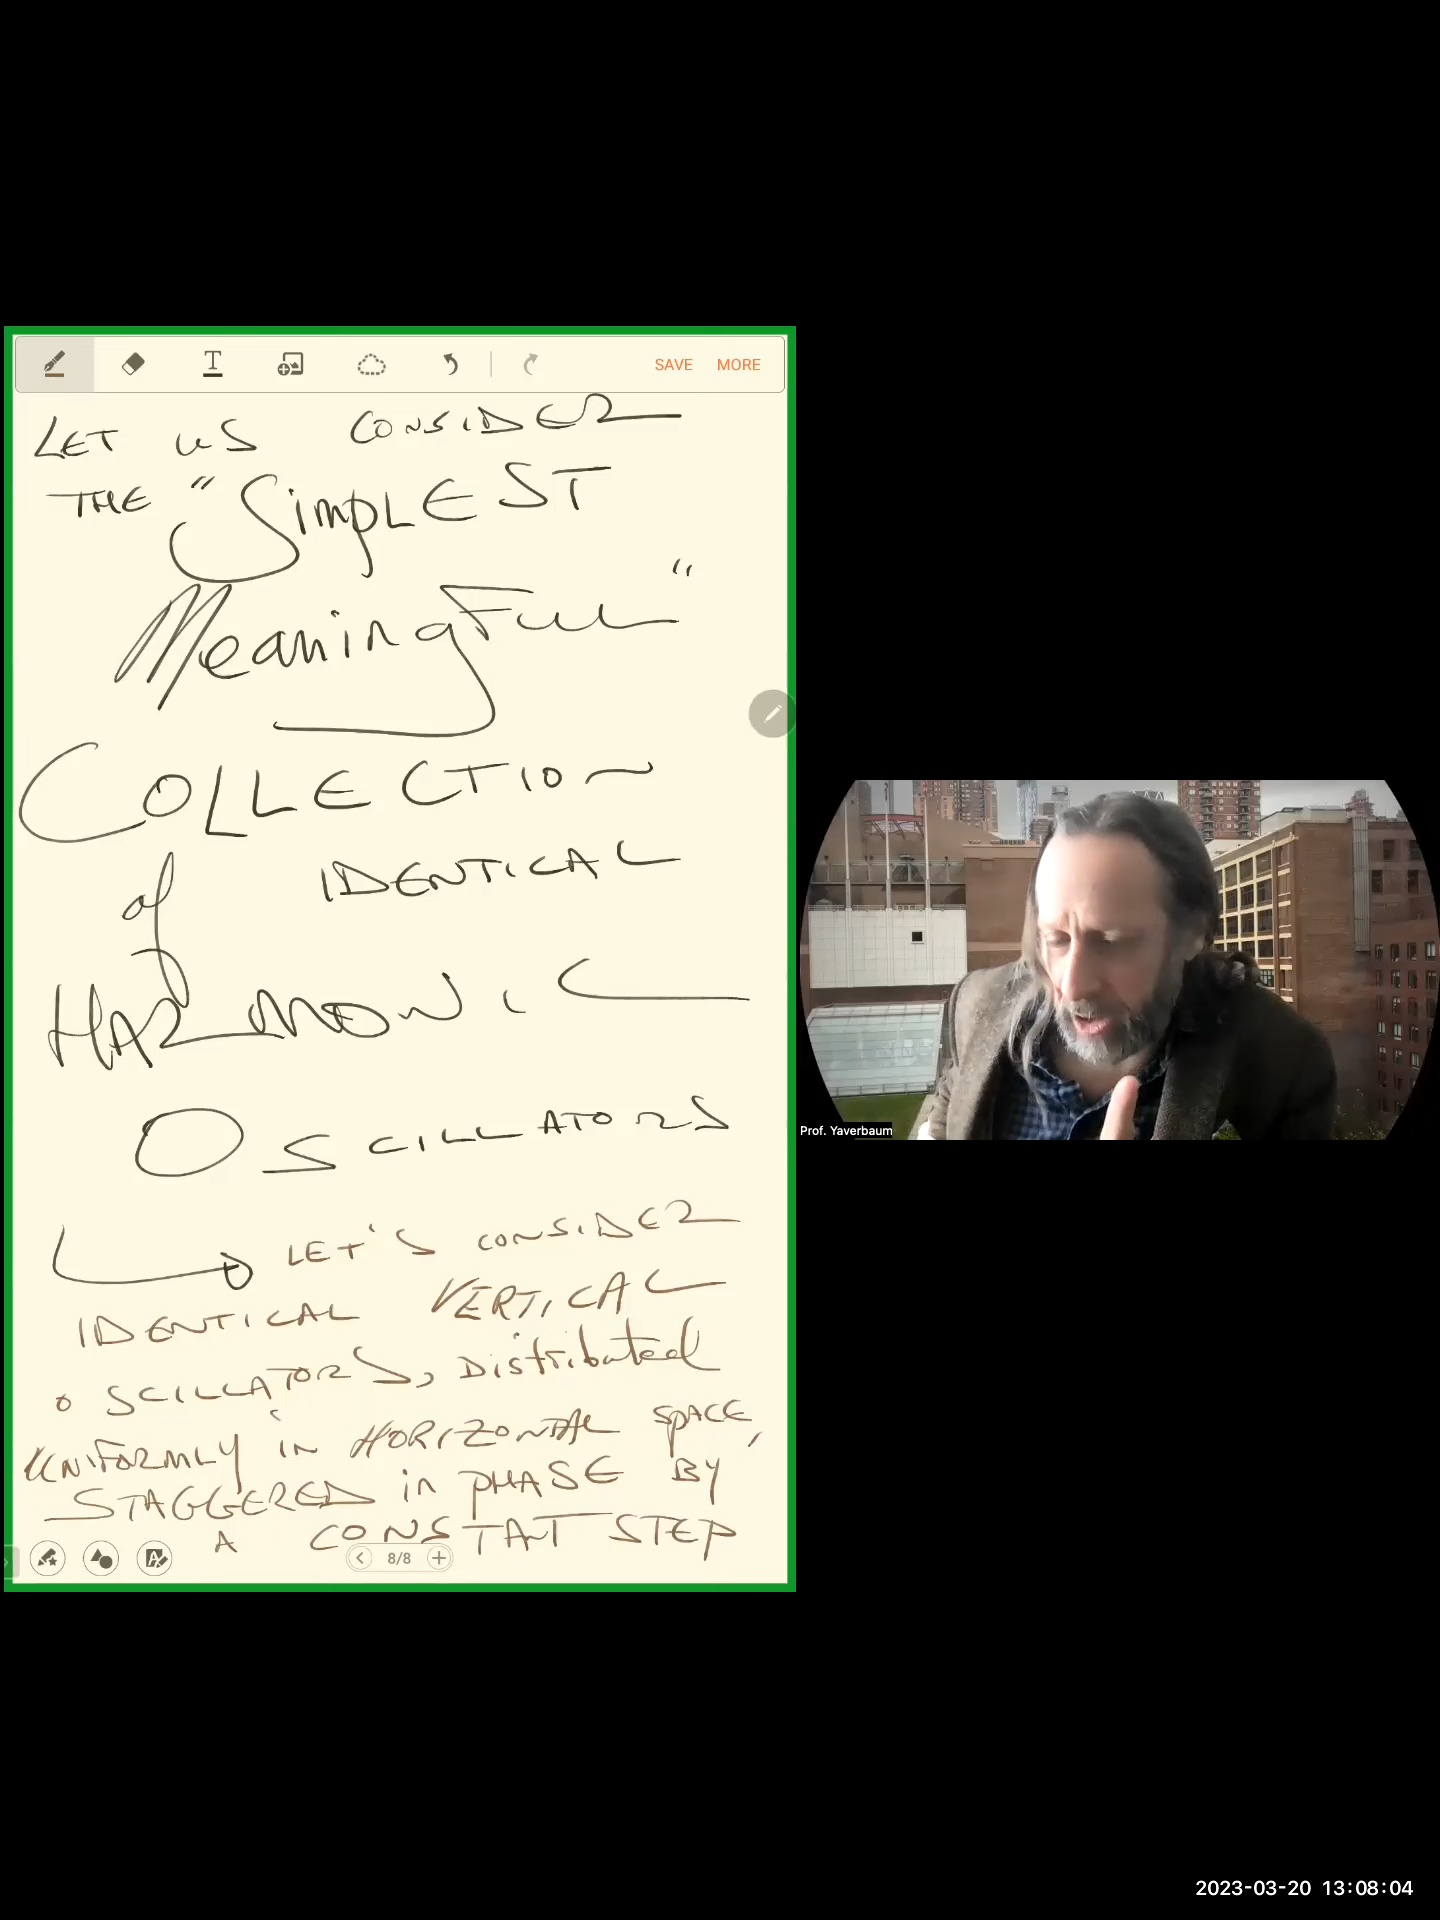 T
SAVE MORE
LET US CONSIDER
THE "SIMPLEST
MEANINGFUL"
COLLECTION
of IDENTICAL
HARMONIC
OSCILLATORS
LET'S CONSIDER
IDENTICAL VERTICAL
OSCILLATORS, Distributed
UNIFORMLY in HORIZONTAL SPACE,
STAGGERED in PHASE BY
A CONSTANT STEP
A
8/8
Prof. Yaverbaum
2023-03-20 13:08:04